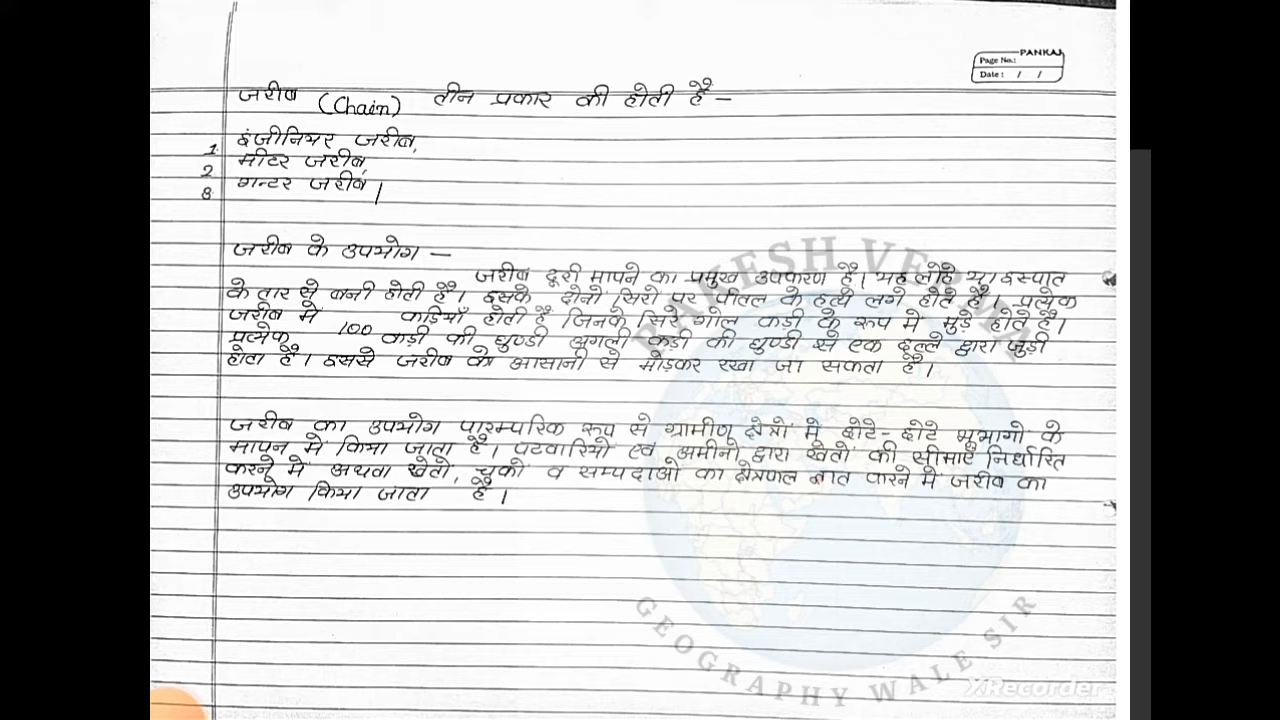 PANKAJ
Page No.:
Date: / /
जरीब (Chain) तीन प्रकार की होती है –
1. इंजीनियर जरीब,
2 मीटर जरीब,
3 गन्टर जरीब।
जरीब के उपयोग –
जरीब दूरी मापने का प्रमुख उपकरण है। यह लोहे या इस्पात
के तार से बनी होती है। इसके दोनो सिरो पर पीतल के हत्थे लगे होते है। प्रत्येक
जरीब में 100 कड़ियाँ होती है जिनके सिरे गोल कड़ी के रूप मे मुड़े होते है।
प्रत्येक कड़ी की घुण्डी अगली कड़ी की घुण्डी से एक छल्ले द्वारा जुड़ी
होता है। इससे जरीब को आसानी से मोड़कर रखा जा सकता है।
जरीब का उपयोग पारम्परिक रूप से ग्रामीण क्षेत्रो मे छोटे-छोटे भूभागो के
मापन मे किया जाता है। पटवारियो एवं अमीनो द्वारा खेतो की सीमाएँ निर्धारित
करने मे अथवा खेतो, चको व सम्पदाओ का क्षेत्रफल ज्ञात करने मे जरीब का
उपयोग किया जाता है।
RAKESH VERMA
GEOGRAPHY WALE SIR
XRecorder